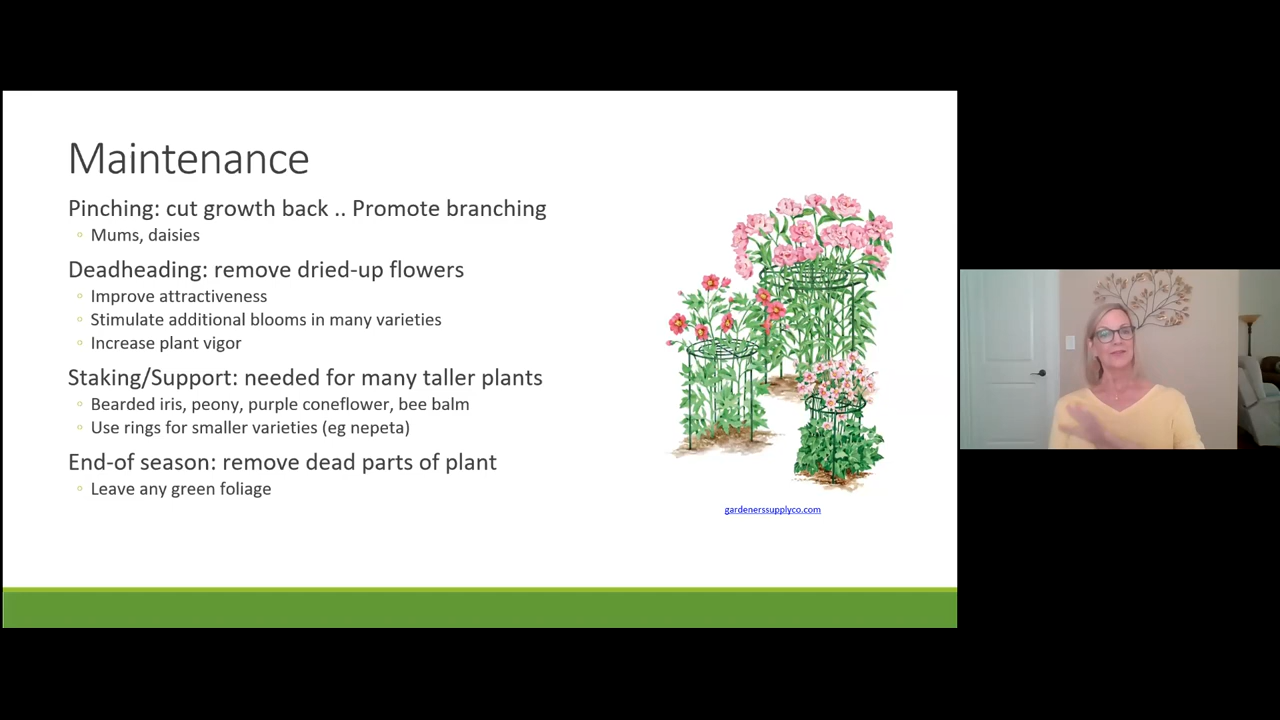 Maintenance
Pinching: cut growth back .. Promote branching
◦ Mums, daisies
Deadheading: remove dried-up flowers
◦ Improve attractiveness
◦ Stimulate additional blooms in many varieties
◦ Increase plant vigor
Staking/Support: needed for many taller plants
◦ Bearded iris, peony, purple coneflower, bee balm
◦ Use rings for smaller varieties (eg nepeta)
End-of season: remove dead parts of plant
◦ Leave any green foliage
gardenerssupplyco.com